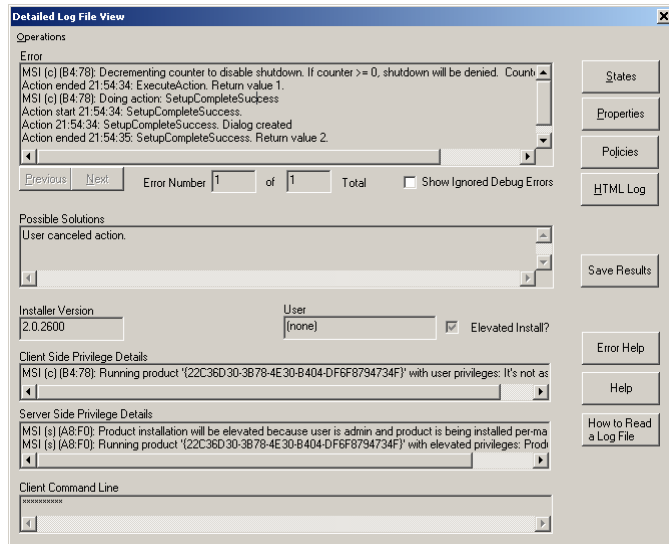 Detailed Log File View
Operations
Error
MSI (c) (B4:78): Decrementing counter to disable shutdown. If counter >= 0, shutdown will be denied. Count
Action ended 21:54:34: ExecuteAction. Return value 1.
MSI (c) (B4:78): Doing action: SetupCompleteSuccess
Action start 21:54:34: SetupCompleteSuccess.
Action 21:54:34: SetupCompleteSuccess. Dialog created
Action ended 21:54:35: SetupCompleteSuccess. Return value 2.
States
Properties
Policies
HTML Log
Previous
Next
Error Number 1 of 1 Total
Show Ignored Debug Errors
Possible Solutions
User canceled action.
Save Results
Installer Version
2.0.2600
User
(none)
Elevated Install?
Client Side Privilege Details
MSI (c) (B4:78): Running product '{22C36D30-3B78-4E30-B404-DF6F8794734F}' with user privileges: It's not as
Error Help
Help
Server Side Privilege Details
MSI (s) (A8:F0): Product installation will be elevated because user is admin and product is being installed per-ma
MSI (s) (A8:F0): Running product '{22C36D30-3B78-4E30-B404-DF6F8794734F}' with elevated privileges: Prod
How to Read
a Log File
Client Command Line
**********